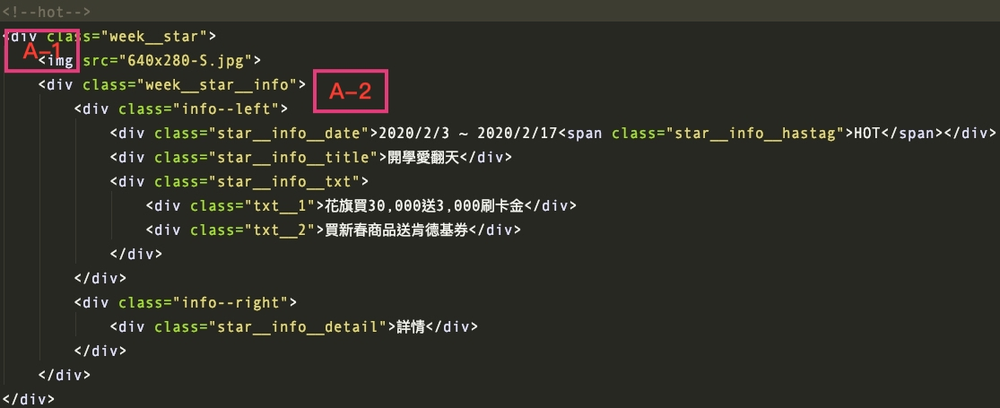 <!--hot-->
<div class="week__star">
A-1
<img src="640x280-S.jpg">
<div class="week__star__info">
A-2
<div class="info--left">
<div class="star__info__date">2020/2/3 ~ 2020/2/17<span class="star__info__hastag">HOT</span></div>
<div class="star__info__title">開學愛翻天</div>
<div class="star__info__txt">
<div class="txt__1">花旗買30,000送3,000刷卡金</div>
<div class="txt__2">買新春商品送肯德基券</div>
</div>
</div>
<div class="info--right">
<div class="star__info__detail">詳情</div>
</div>
</div>
</div>